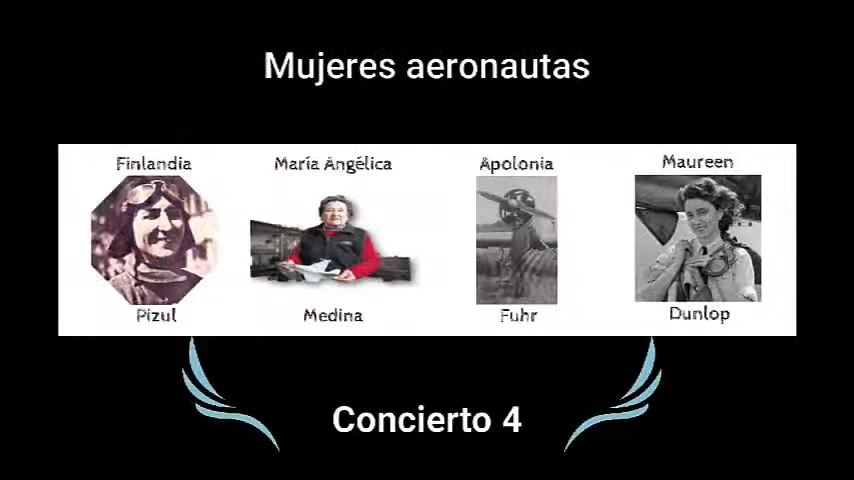 Mujeres aeronautas
Finlandia
María Angélica
Apolonia
Maureen
Pizul
Medina
Fuhr
Dunlop
Concierto 4